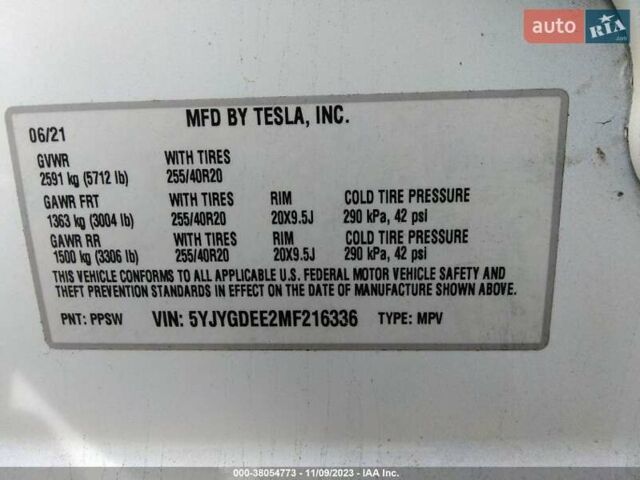 auto RIA
.com
MFD BY TESLA, INC.
06/21
GVWR WITH TIRES
2591 kg (5712 lb) 255/40R20
GAWR FRT WITH TIRES RIM COLD TIRE PRESSURE
1363 kg (3004 lb) 255/40R20 20X9.5J 290 kPa, 42 psi
GAWR RR WITH TIRES RIM COLD TIRE PRESSURE
1500 kg (3306 lb) 255/40R20 20X9.5J 290 kPa, 42 psi
THIS VEHICLE CONFORMS TO ALL APPLICABLE U.S. FEDERAL MOTOR VEHICLE SAFETY AND
THEFT PREVENTION STANDARDS IN EFFECT ON THE DATE OF MANUFACTURE SHOWN ABOVE.
PNT: PPSW VIN: 5YJYGDEE2MF216336 TYPE: MPV
000-38054773 - 11/09/2023 - IAA Inc.